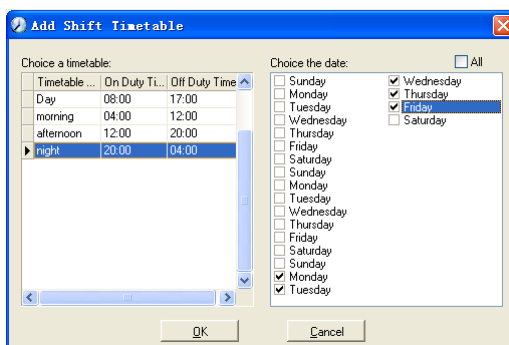 Add Shift Timetable
Choice a timetable:
Timetable ... On Duty Ti... Off Duty Time
Day 08:00 17:00
morning 04:00 12:00
afternoon 12:00 20:00
night 20:00 04:00
Choice the date: All
Sunday
Monday
Tuesday
Wednesday
Thursday
Friday
Saturday
Sunday
Monday
Tuesday
Wednesday
Thursday
Friday
Saturday
Sunday
Monday
Tuesday
Wednesday
Thursday
Friday
Saturday
OK
Cancel